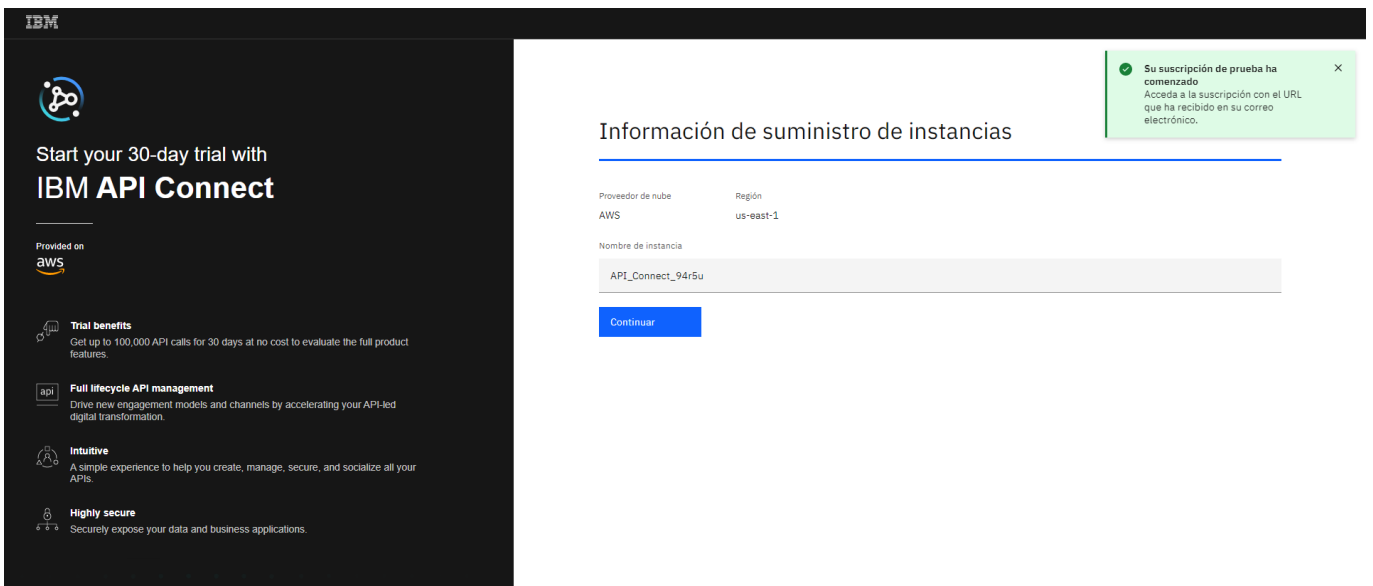 IBM
Start your 30-day trial with
IBM API Connect
Provided on
aws
Trial benefits
Get up to 100,000 API calls for 30 days at no cost to evaluate the full product
features.
api
Full lifecycle API management
Drive new engagement models and channels by accelerating your API-led
digital transformation.
Intuitive
A simple experience to help you create, manage, secure, and socialize all your
APIs.
Highly secure
Securely expose your data and business applications.
Información de suministro de instancias
Proveedor de nube Región
AWS us-east-1
Nombre de instancia
API_Connect_94r5u
Continuar
Su suscripción de prueba ha
comenzado
Acceda a la suscripción con el URL
que ha recibido en su correo
electrónico.